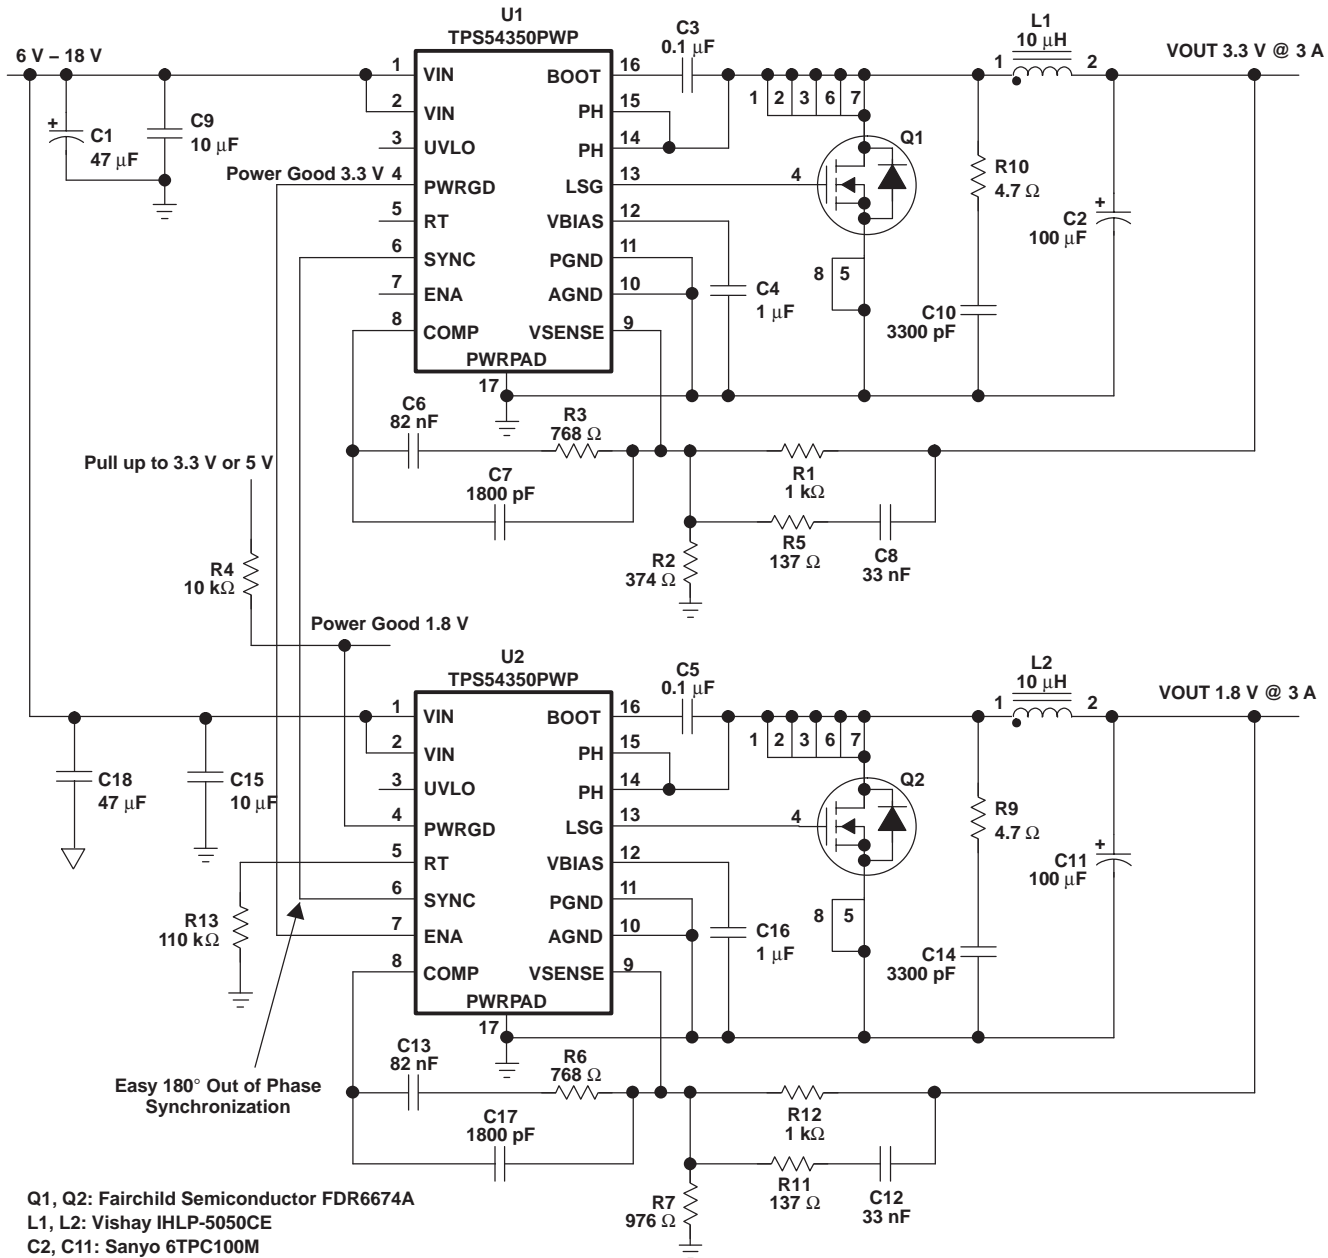 U1
TPS54350PWP
C3
0.1 μF
L1
10 μH
6 V – 18 V
VOUT 3.3 V @ 3 A
1 VIN BOOT 16
2 VIN PH 15
3 UVLO PH 14
Power Good 3.3 V 4 PWRGD LSG 13
5 RT VBIAS 12
6 SYNC PGND 11
7 ENA AGND 10
8 COMP VSENSE 9
PWRPAD
17
+
C1
47 μF
C9
10 μF
1 2 3 6 7
Q1
4
8 5
1 2
R10
4.7 Ω
C10
3300 pF
+
C2
100 μF
C4
1 μF
C6
82 nF
R3
768 Ω
C7
1800 pF
R1
1 kΩ
R5
137 Ω
C8
33 nF
R2
374 Ω
Pull up to 3.3 V or 5 V
R4
10 kΩ
Power Good 1.8 V
U2
TPS54350PWP
C5
0.1 μF
L2
10 μH
VOUT 1.8 V @ 3 A
1 VIN BOOT 16
2 VIN PH 15
3 UVLO PH 14
4 PWRGD LSG 13
5 RT VBIAS 12
6 SYNC PGND 11
7 ENA AGND 10
8 COMP VSENSE 9
PWRPAD
17
C18
47 μF
C15
10 μF
1 2 3 6 7
Q2
4
8 5
1 2
R9
4.7 Ω
C14
3300 pF
+
C11
100 μF
C16
1 μF
R13
110 kΩ
Easy 180° Out of Phase
Synchronization
C13
82 nF
R6
768 Ω
C17
1800 pF
R12
1 kΩ
R11
137 Ω
C12
33 nF
R7
976 Ω
Q1, Q2: Fairchild Semiconductor FDR6674A
L1, L2: Vishay IHLP-5050CE
C2, C11: Sanyo 6TPC100M